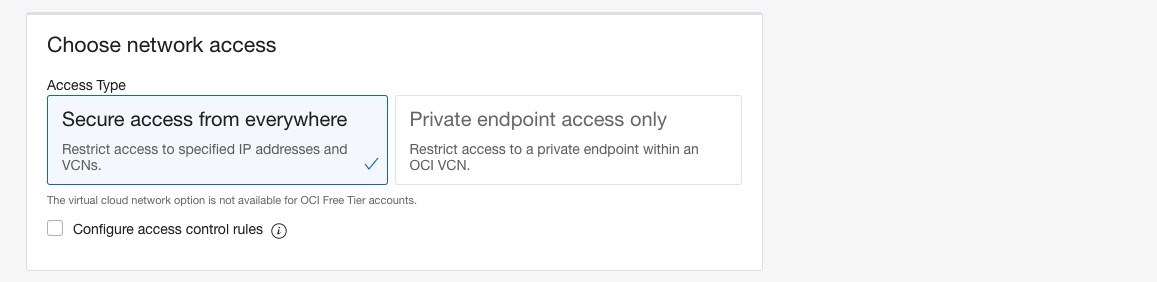 Choose network access
Access Type
Secure access from everywhere
Restrict access to specified IP addresses and
VCNs.
Private endpoint access only
Restrict access to a private endpoint within an
OCI VCN.
The virtual cloud network option is not available for OCI Free Tier accounts.
Configure access control rules i